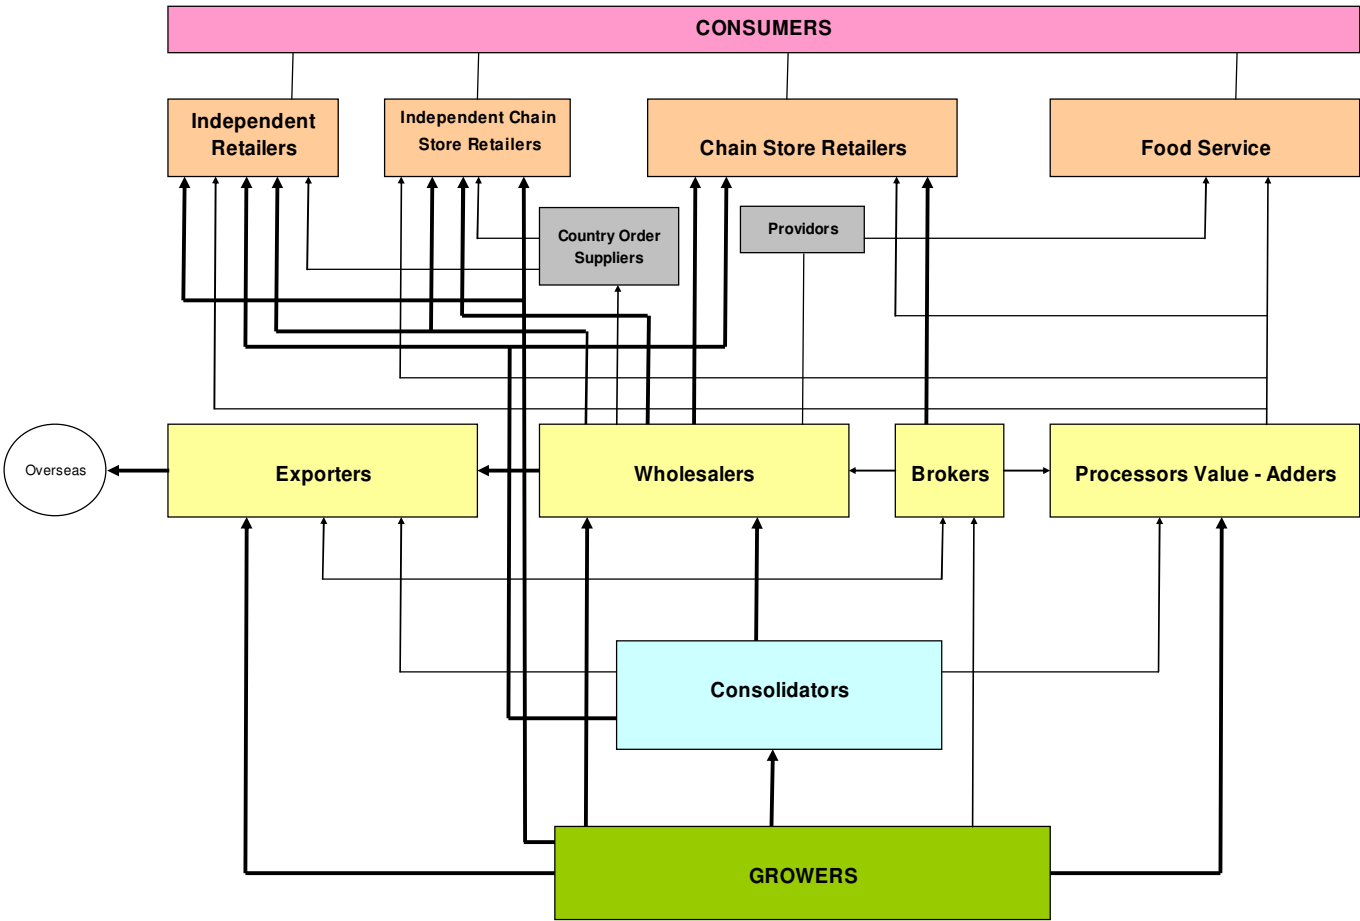 CONSUMERS
Independent
Retailers
Independent Chain
Store Retailers
Chain Store Retailers
Food Service
Country Order
Suppliers
Providors
Overseas
Exporters
Wholesalers
Brokers
Processors Value - Adders
Consolidators
GROWERS